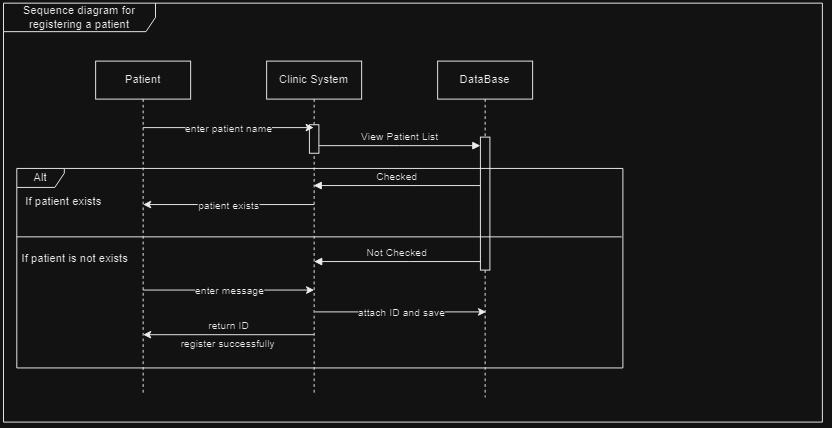 Sequence diagram for
registering a patient
Patient
Clinic System
DataBase
enter patient name
View Patient List
Alt
Checked
If patient exists
patient exists
Not Checked
If patient is not exists
enter message
attach ID and save
return ID
register successfully